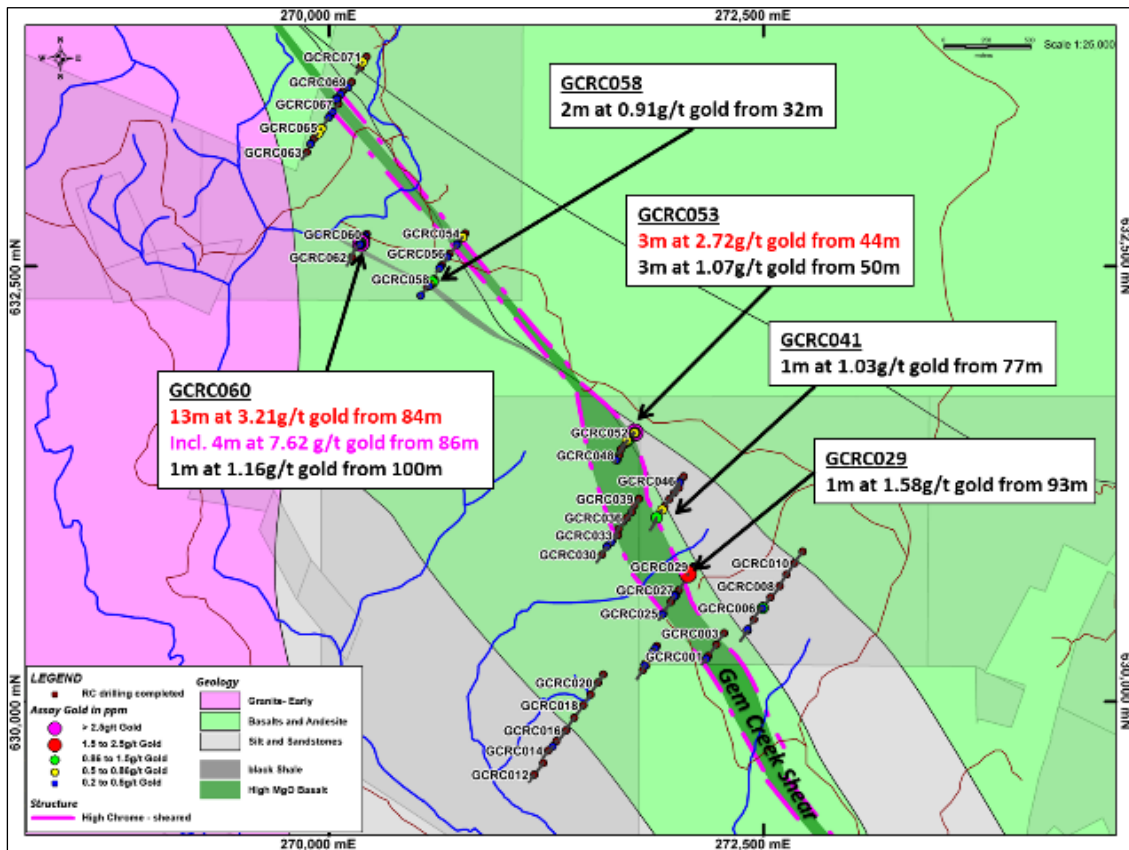 270,000 mE
272,500 mE
N
W
S
Scale 1:25,000
GCRC071
GCRC069
GCRC067
GCRC065
GCRC063
GCRC058
2m at 0.91g/t gold from 32m
GCRC053
3m at 2.72g/t gold from 44m
3m at 1.07g/t gold from 50m
GCRC060
GCRC062
GCRC054
GCRC056
GCRC058
632,500 mN
632,500 mN
GCRC041
1m at 1.03g/t gold from 77m
GCRC060
13m at 3.21g/t gold from 84m
Incl. 4m at 7.62 g/t gold from 86m
1m at 1.16g/t gold from 100m
GCRC052
GCRC048
GCRC029
1m at 1.58g/t gold from 93m
GCRC046
GCRC039
GCRC036
GCRC033
GCRC030
GCRC029
GCRC027
GCRC025
GCRC010
GCRC008
GCRC006
GCRC003
GCRC001
GCRC020
GCRC018
GCRC016
GCRC014
GCRC012
630,000 mN
630,000 mN
Gem Creek Shear
LEGEND
RC drilling completed
Assay Gold in ppm
> 2.5g/t Gold
1.5 to 2.5g/t Gold
0.86 to 1.5g/t Gold
0.5 to 0.86g/t Gold
0.2 to 0.5g/t Gold
Structure
High Chrome - sheared
Geology
Granite- Early
Basalts and Andesite
Silt and Sandstones
black Shale
High MgO Basalt
270,000 mE
272,500 mE